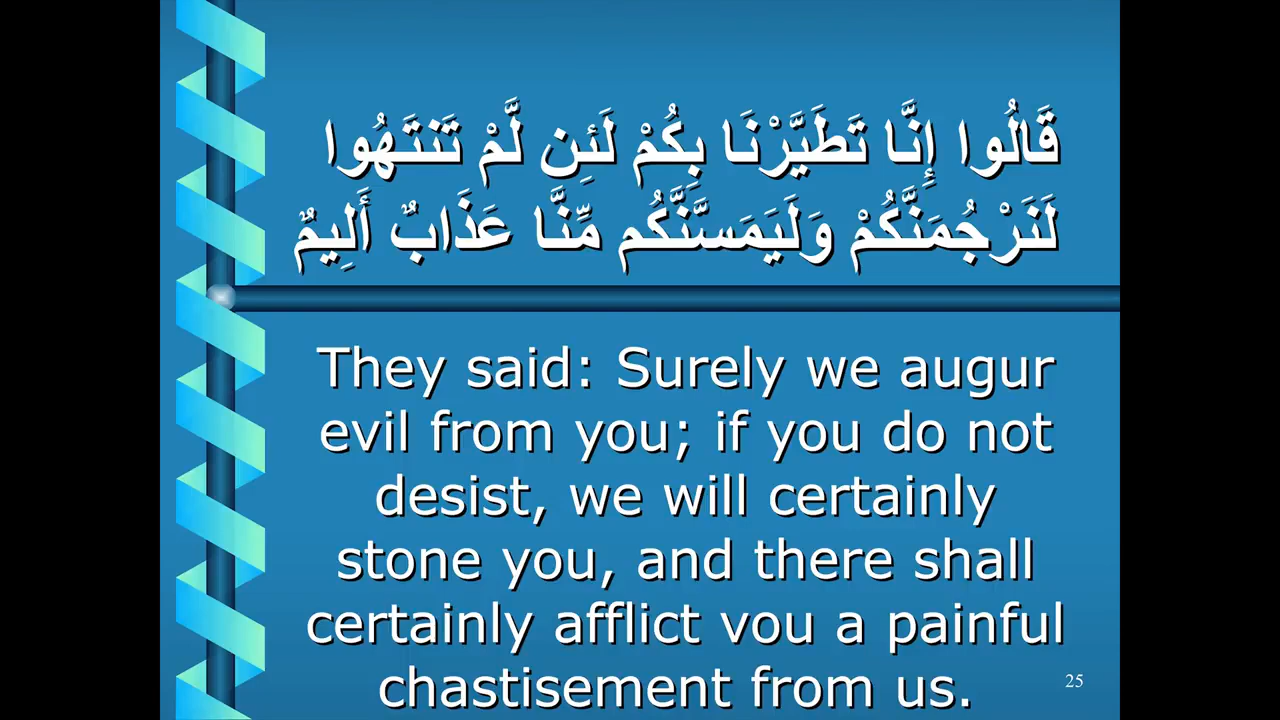 قَالُوا إِنَّا تَطَيَّرْنَا بِكُمْ لَئِن لَّمْ تَنتَهُوا
لَنَرْجُمَنَّكُمْ وَلَيَمَسَّنَّكُم مِّنَّا عَذَابٌ أَلِيمٌ
They said: Surely we augur
evil from you; if you do not
desist, we will certainly
stone you, and there shall
certainly afflict vou a painful
chastisement from us.
25